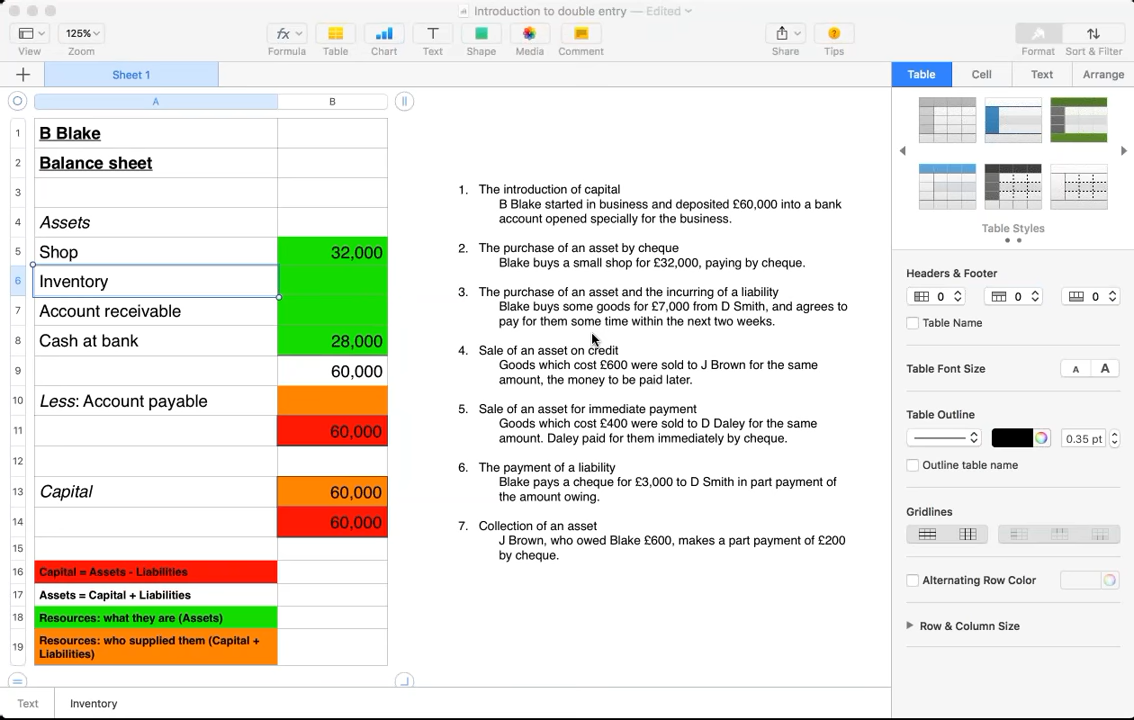 Introduction to double entry — Edited
125%
View
Zoom
Formula
Table
Chart
T
Text
Shape
Media
Comment
Share
Tips
Format
Sort & Filter
Sheet 1
Table
Cell
Text
Arrange
A
B
1 B Blake
2 Balance sheet
3
4 Assets
5 Shop 32,000
6 Inventory
7 Account receivable
8 Cash at bank 28,000
9 60,000
10 Less: Account payable
11 60,000
12
13 Capital 60,000
14 60,000
15
16 Capital = Assets - Liabilities
17 Assets = Capital + Liabilities
18 Resources: what they are (Assets)
19 Resources: who supplied them (Capital +
Liabilities)
1. The introduction of capital
B Blake started in business and deposited £60,000 into a bank
account opened specially for the business.
2. The purchase of an asset by cheque
Blake buys a small shop for £32,000, paying by cheque.
3. The purchase of an asset and the incurring of a liability
Blake buys some goods for £7,000 from D Smith, and agrees to
pay for them some time within the next two weeks.
4. Sale of an asset on credit
Goods which cost £600 were sold to J Brown for the same
amount, the money to be paid later.
5. Sale of an asset for immediate payment
Goods which cost £400 were sold to D Daley for the same
amount. Daley paid for them immediately by cheque.
6. The payment of a liability
Blake pays a cheque for £3,000 to D Smith in part payment of
the amount owing.
7. Collection of an asset
J Brown, who owed Blake £600, makes a part payment of £200
by cheque.
Table Styles
Headers & Footer
0
0
0
Table Name
Table Font Size
A
A
Table Outline
0.35 pt
Outline table name
Gridlines
Alternating Row Color
Row & Column Size
Text
Inventory